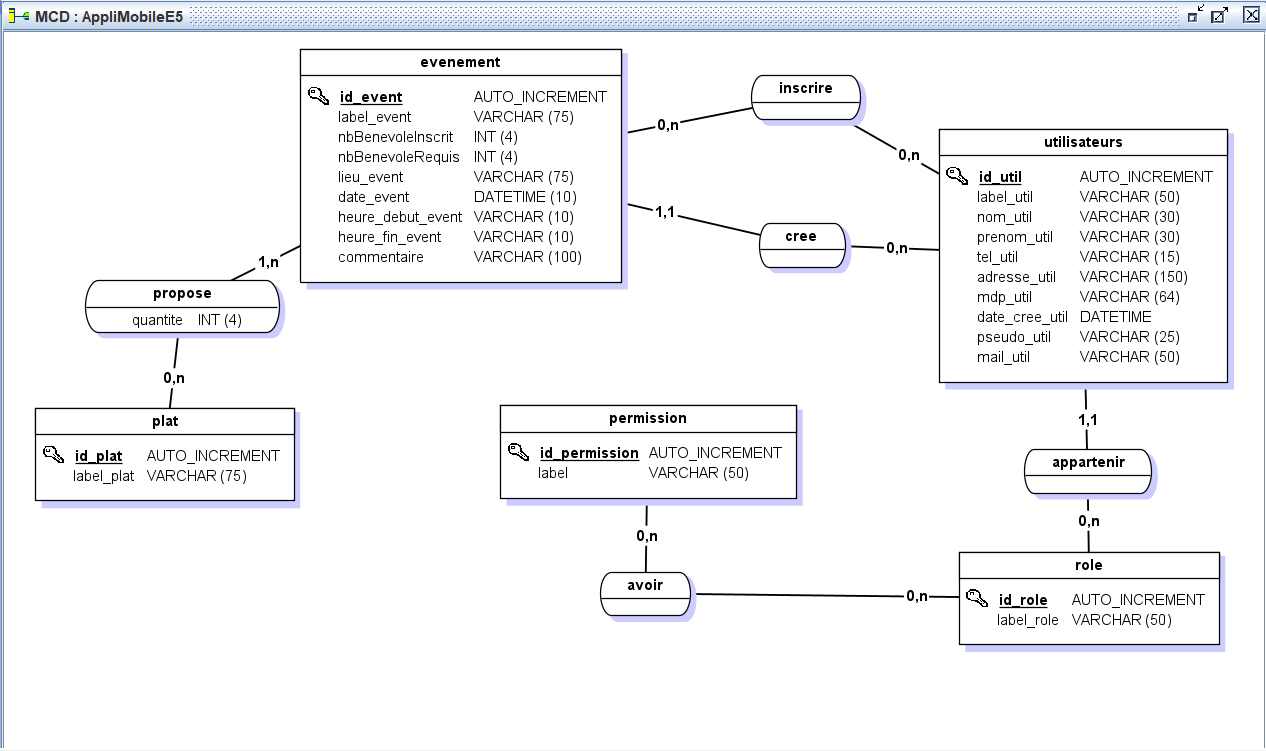 MCD : AppliMobileE5
evenement
id_event AUTO_INCREMENT
label_event VARCHAR (75)
nbBenevoleInscrit INT (4)
nbBenevoleRequis INT (4)
lieu_event VARCHAR (75)
date_event DATETIME (10)
heure_debut_event VARCHAR (10)
heure_fin_event VARCHAR (10)
commentaire VARCHAR (100)
inscrire
0,n
0,n
utilisateurs
id_util AUTO_INCREMENT
label_util VARCHAR (50)
nom_util VARCHAR (30)
prenom_util VARCHAR (30)
tel_util VARCHAR (15)
adresse_util VARCHAR (150)
mdp_util VARCHAR (64)
date_cree_util DATETIME
pseudo_util VARCHAR (25)
mail_util VARCHAR (50)
1,1
cree
0,n
1,n
propose
quantite INT (4)
0,n
plat
id_plat AUTO_INCREMENT
label_plat VARCHAR (75)
permission
id_permission AUTO_INCREMENT
label VARCHAR (50)
1,1
appartenir
0,n
0,n
avoir
0,n
role
id_role AUTO_INCREMENT
label_role VARCHAR (50)